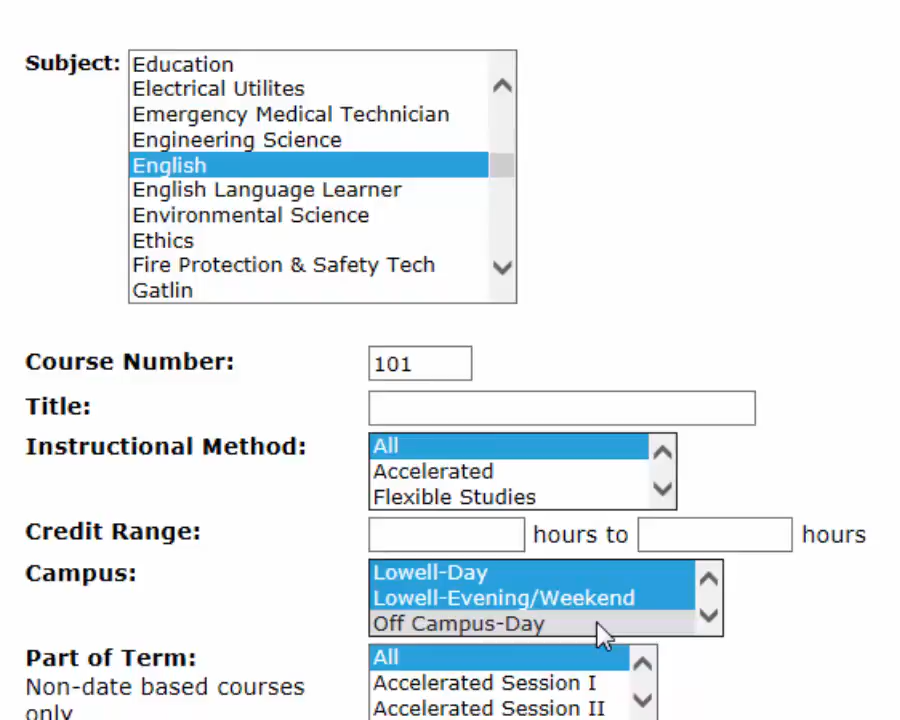 Subject:
Education
Electrical Utilites
Emergency Medical Technician
Engineering Science
English
English Language Learner
Environmental Science
Ethics
Fire Protection & Safety Tech
Gatlin
Course Number: 101
Title:
Instructional Method:
All
Accelerated
Flexible Studies
Credit Range: hours to hours
Campus:
Lowell-Day
Lowell-Evening/Weekend
Off Campus-Day
Part of Term:
Non-date based courses
only
All
Accelerated Session I
Accelerated Session II